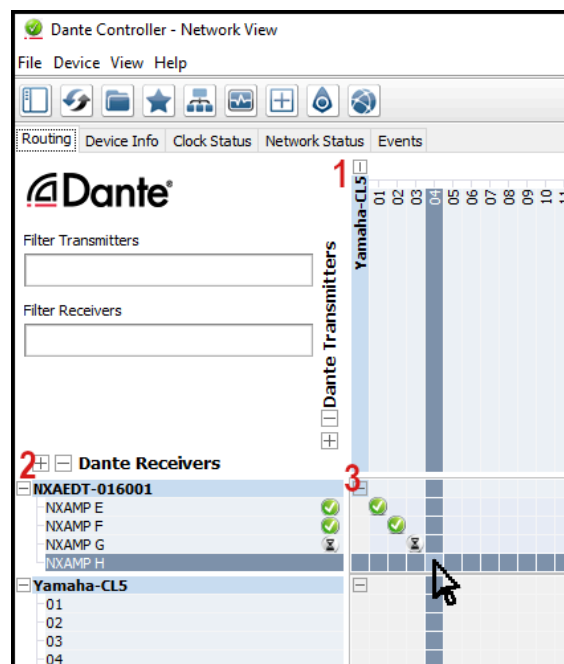 Dante Controller - Network View
File Device View Help
Routing Device Info Clock Status Network Status Events
1
Dante®
Filter Transmitters
Filter Receivers
Dante Transmitters
Yamaha-CL5
01 02 03 04 05 06 07 08 09 10
2
Dante Receivers
3
NXAEDT-016001
NXAMP E
NXAMP F
NXAMP G
NXAMP H
Yamaha-CL5
01
02
03
04